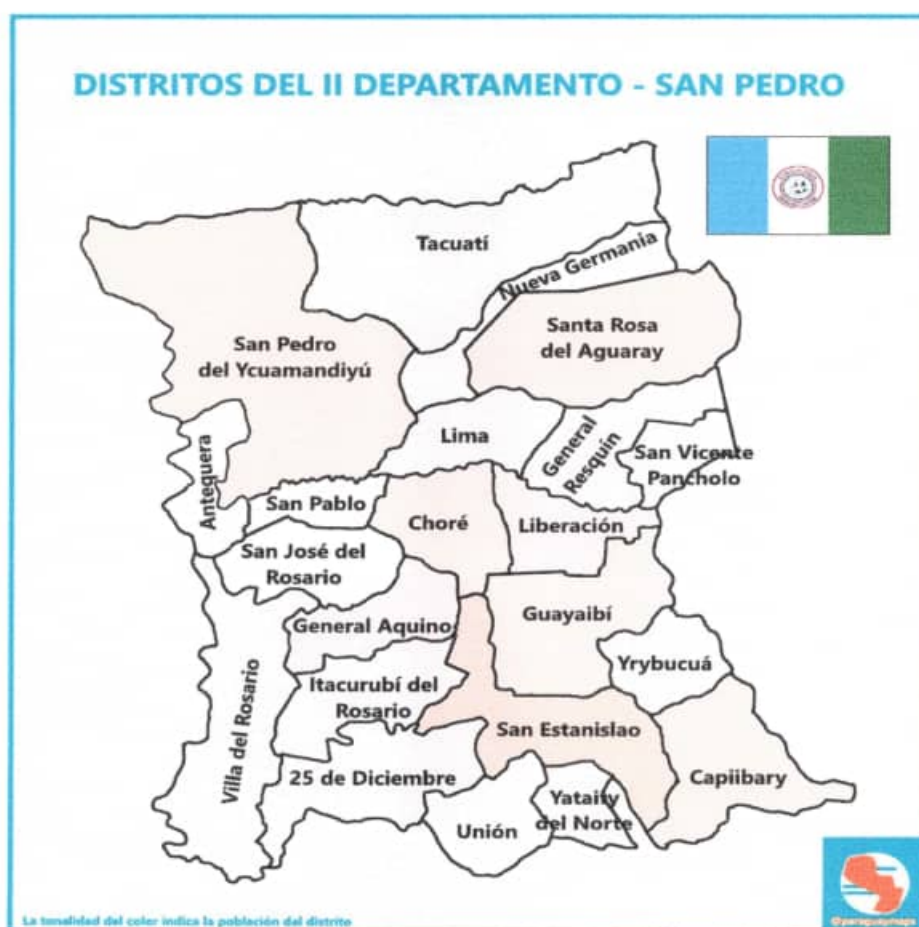 DISTRITOS DEL II DEPARTAMENTO - SAN PEDRO
Tacuatí
Nueva Germania
Santa Rosa
del Aguaray
San Pedro
del Ycuamandiyú
Lima
General
Resquín
San Vicente
Pancholo
Antequera
San Pablo
Choré
Liberación
San José del
Rosario
Guayaibí
General Aquino
Yrybucuá
Itacurubí del
Rosario
Villa del Rosario
San Estanislao
25 de Diciembre
Capiibary
Yataity
del Norte
Unión
La tonalidad del color indica la población del distrito